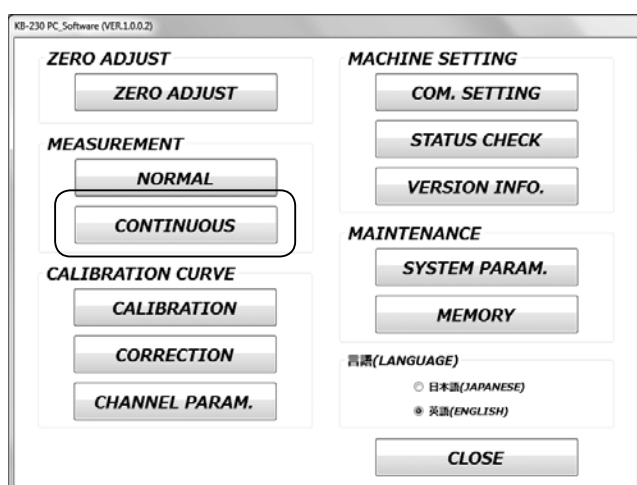 KB-230 PC_Software (VER.1.0.0.2)
ZERO ADJUST
ZERO ADJUST
MEASUREMENT
NORMAL
CONTINUOUS
CALIBRATION CURVE
CALIBRATION
CORRECTION
CHANNEL PARAM.
MACHINE SETTING
COM. SETTING
STATUS CHECK
VERSION INFO.
MAINTENANCE
SYSTEM PARAM.
MEMORY
言語(LANGUAGE)
日本語(JAPANESE)
英語(ENGLISH)
CLOSE